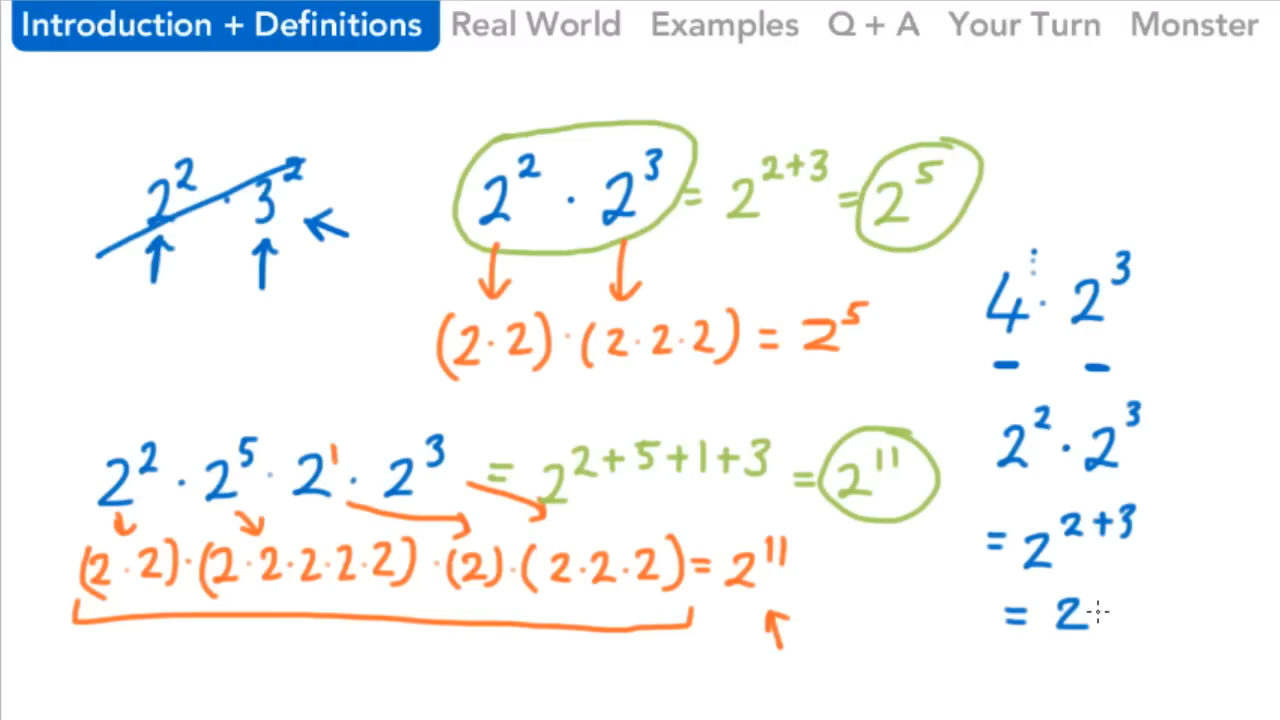 Introduction + Definitions Real World Examples Q + A Your Turn Monster
2² · 3²
2² · 2³ = 2²⁺³ = 2⁵
(2·2)·(2·2·2) = 2⁵
2² · 2⁵ · 2¹ · 2³ = 2²⁺⁵⁺¹⁺³ = 2¹¹
(2·2)·(2·2·2·2·2)·(2)·(2·2·2) = 2¹¹
4 · 2³
2² · 2³
= 2²⁺³
= 2